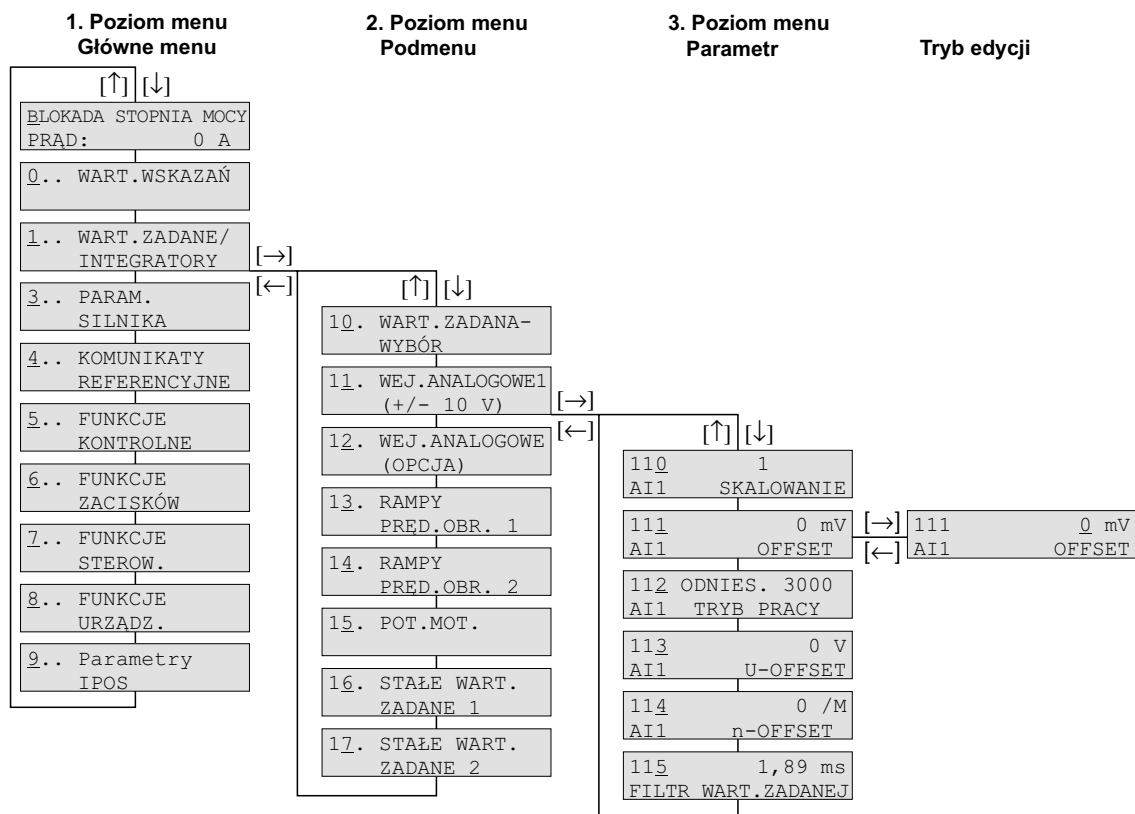 1. Poziom menu
Główne menu
2. Poziom menu
Podmenu
3. Poziom menu
Parametr
Tryb edycji
[↑] [↓]
BLOKADA STOPNIA MOCY
PRĄD: 0 A
0.. WART.WSKAZAŃ
1.. WART.ZADANE/
INTEGRATORY
3.. PARAM.
SILNIKA
4.. KOMUNIKATY
REFERENCYJNE
5.. FUNKCJE
KONTROLNE
6.. FUNKCJE
ZACISKÓW
7.. FUNKCJE
STEROW.
8.. FUNKCJE
URZĄDZ.
9.. Parametry
IPOS
[→]
[←]
[↑] [↓]
10. WART.ZADANA-
WYBÓR
11. WEJ.ANALOGOWE1
(+/- 10 V)
12. WEJ.ANALOGOWE
(OPCJA)
13. RAMPY
PRĘD.OBR. 1
14. RAMPY
PRĘD.OBR. 2
15. POT.MOT.
16. STAŁE WART.
ZADANE 1
17. STAŁE WART.
ZADANE 2
[→]
[←]
[↑] [↓]
110 1
AI1 SKALOWANIE
111 0 mV
AI1 OFFSET
112 ODNIES. 3000
AI1 TRYB PRACY
113 0 V
AI1 U-OFFSET
114 0 /M
AI1 n-OFFSET
115 1,89 ms
FILTR WART.ZADANEJ
[→]
[←]
111 0 mV
AI1 OFFSET